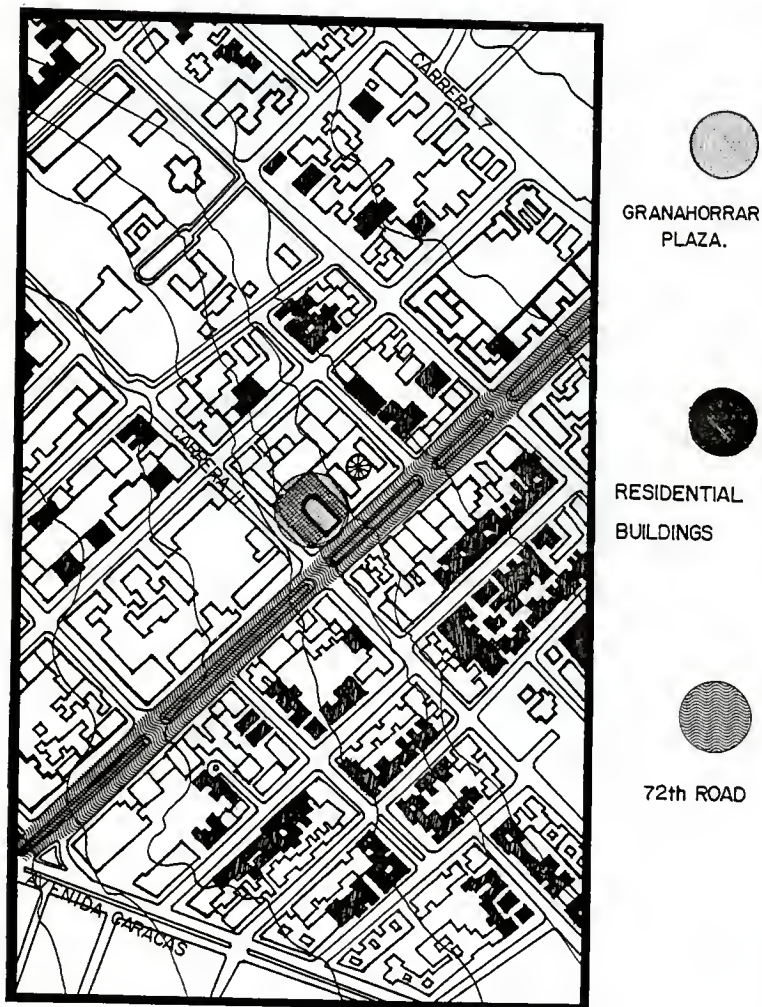 CARRERA 7
GRANAHORRAR
PLAZA.
CARRERA 11
RESIDENTIAL
BUILDINGS
72th ROAD
AVENIDA CARACAS